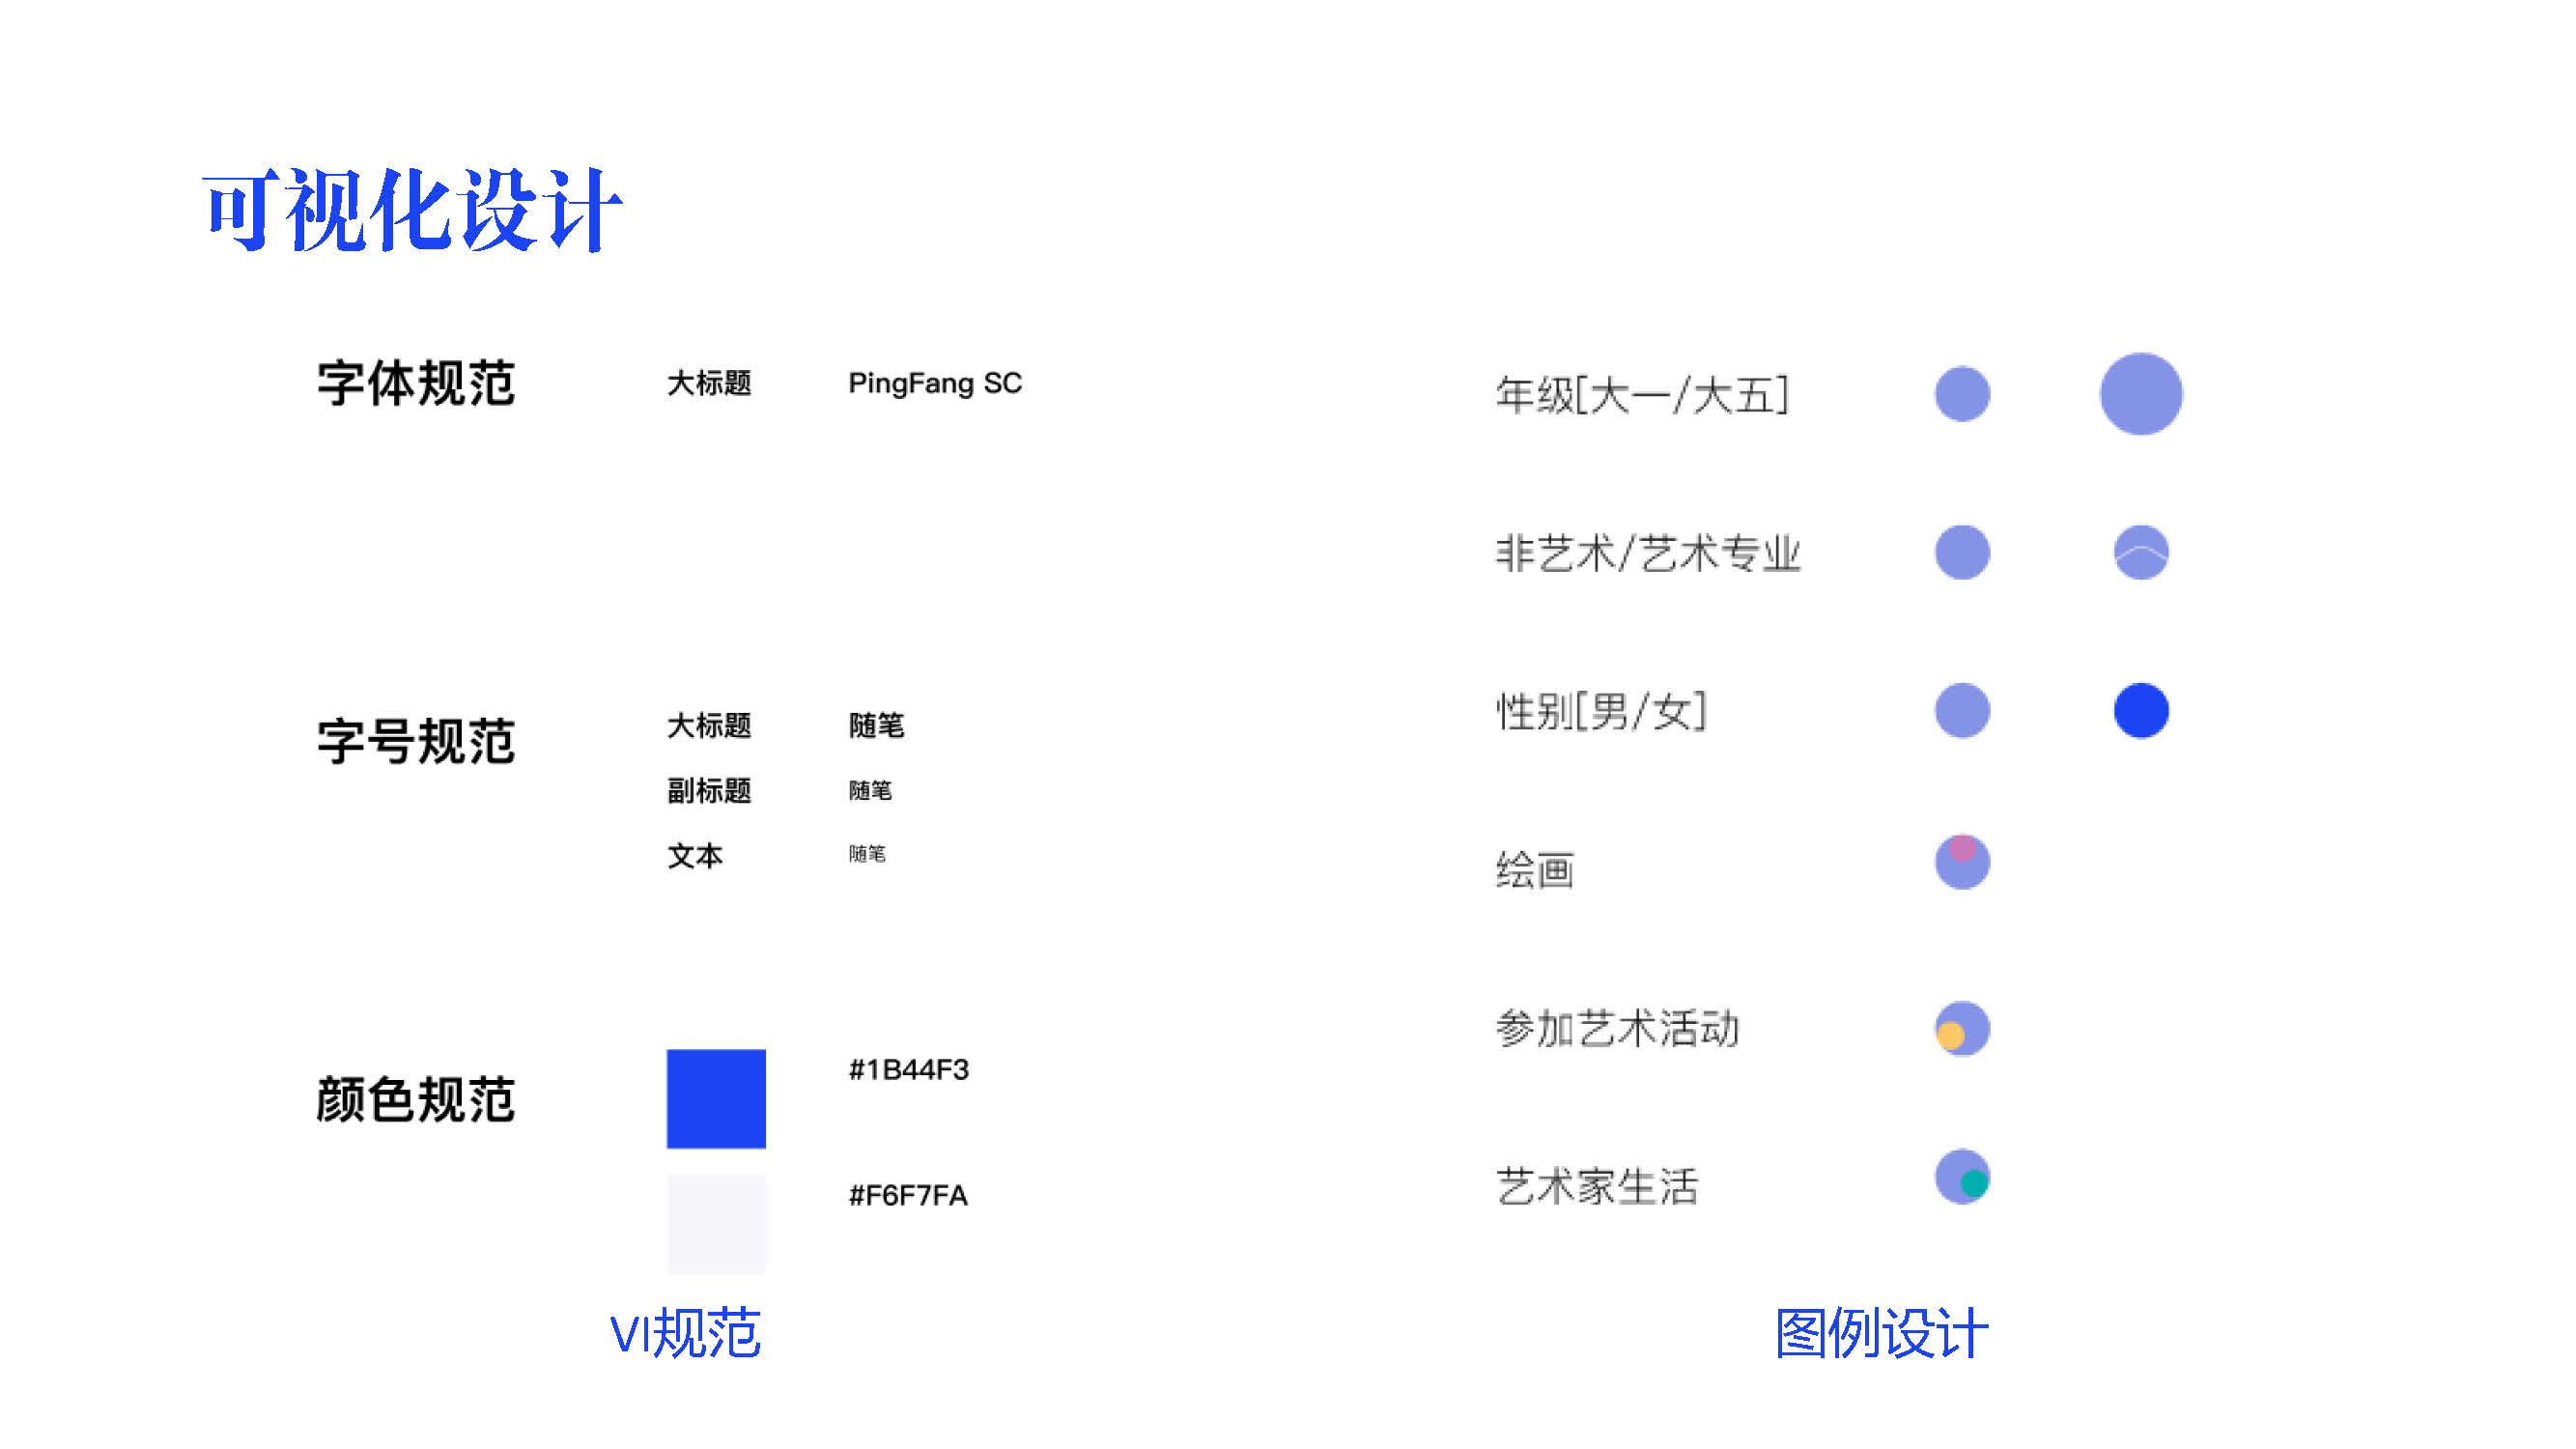 可视化设计
字体规范 大标题 PingFang SC
字号规范 大标题 随笔
副标题 随笔
文本 随笔
颜色规范 #1B44F3
#F6F7FA
VI规范
年级[大一/大五]
非艺术/艺术专业
性别[男/女]
绘画
参加艺术活动
艺术家生活
图例设计